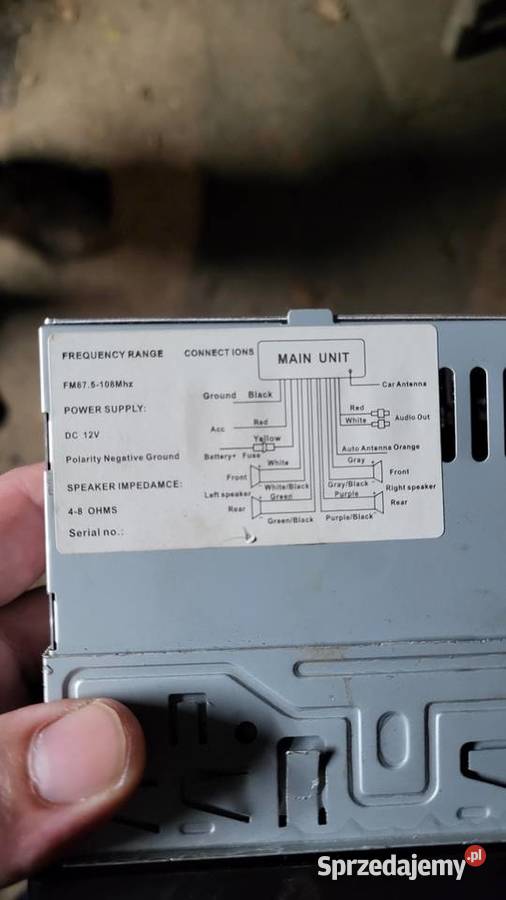 FREQUENCY RANGE
FM87.5-108Mhz
POWER SUPPLY:
DC 12V
Polarity Negative Ground
SPEAKER IMPEDAMCE:
4-8 OHMS
Serial no.:
CONNECTIONS
MAIN UNIT
Ground Black
Acc Red
Yellow
Battery+ Fuse
White
Front
White/Black
Left speaker
Green
Rear
Green/Black
Car Antenna
Red
White
Audio Out
Auto Antenna Orange
Gray
Front
Gray/Black
Right speaker
Purple
Rear
Purple/Black
Sprzedajemy.pl